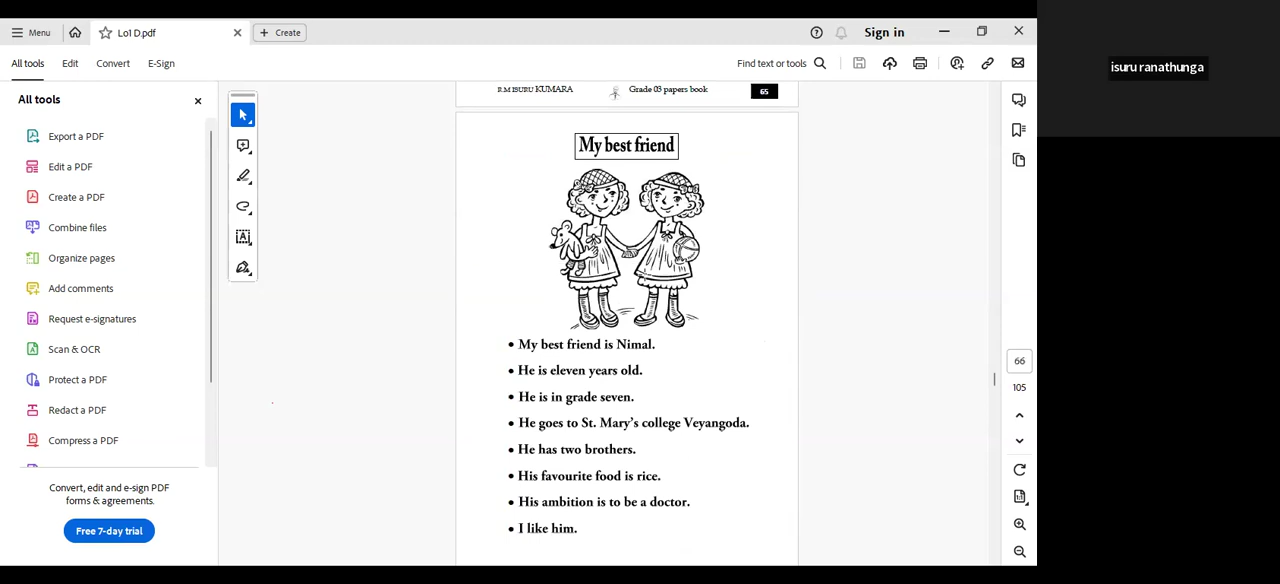 Menu
Lo1 D.pdf
Create
Sign in
All tools
Edit
Convert
E-Sign
Find text or tools
isuru ranathunga
All tools
Export a PDF
Edit a PDF
Create a PDF
Combine files
Organize pages
Add comments
Request e-signatures
Scan & OCR
Protect a PDF
Redact a PDF
Compress a PDF
Convert, edit and e-sign PDF
forms & agreements.
Free 7-day trial
R.M ISURU KUMARA Grade 03 papers book 65
My best friend
• My best friend is Nimal.
• He is eleven years old.
• He is in grade seven.
• He goes to St. Mary's college Veyangoda.
• He has two brothers.
• His favourite food is rice.
• His ambition is to be a doctor.
• I like him.
66
105